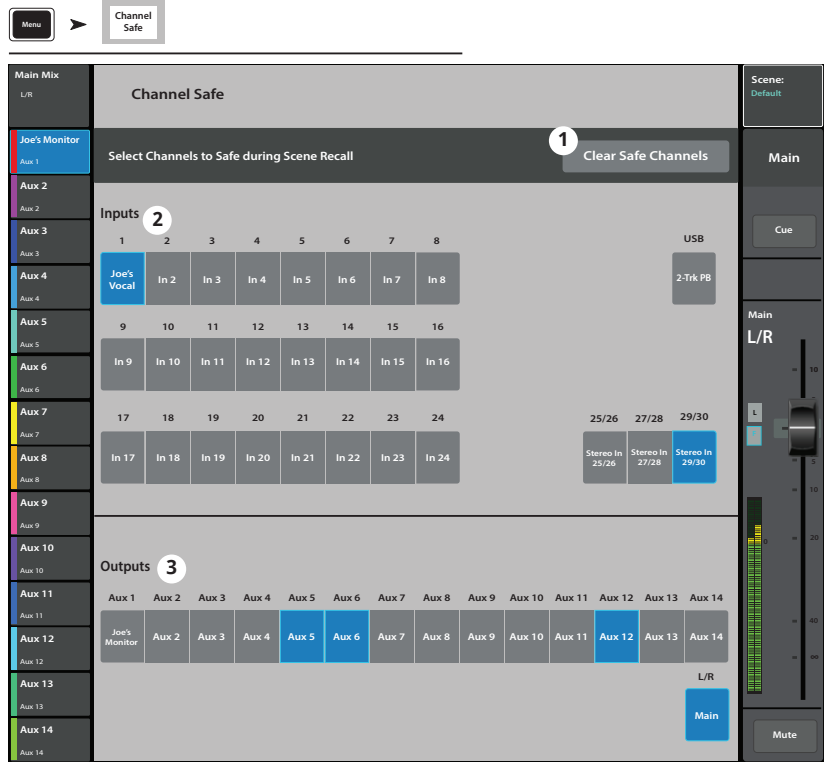 Menu
Channel
Safe
Main Mix
L/R
Joe's Monitor
Aux 1
Aux 2
Aux 2
Aux 3
Aux 3
Aux 4
Aux 4
Aux 5
Aux 5
Aux 6
Aux 6
Aux 7
Aux 7
Aux 8
Aux 8
Aux 9
Aux 9
Aux 10
Aux 10
Aux 11
Aux 11
Aux 12
Aux 12
Aux 13
Aux 13
Aux 14
Aux 14
Channel Safe
Select Channels to Safe during Scene Recall
1
Clear Safe Channels
Inputs 2
1 2 3 4 5 6 7 8 USB
Joe's Vocal In 2 In 3 In 4 In 5 In 6 In 7 In 8 2-Trk PB
9 10 11 12 13 14 15 16
In 9 In 10 In 11 In 12 In 13 In 14 In 15 In 16
17 18 19 20 21 22 23 24 25/26 27/28 29/30
In 17 In 18 In 19 In 20 In 21 In 22 In 23 In 24 Stereo In 25/26 Stereo In 27/28 Stereo In 29/30
Outputs 3
Aux 1 Aux 2 Aux 3 Aux 4 Aux 5 Aux 6 Aux 7 Aux 8 Aux 9 Aux 10 Aux 11 Aux 12 Aux 13 Aux 14
Joe's Monitor Aux 2 Aux 3 Aux 4 Aux 5 Aux 6 Aux 7 Aux 8 Aux 9 Aux 10 Aux 11 Aux 12 Aux 13 Aux 14
L/R
Main
Scene:
Default
Main
Cue
Main
L/R
10
L
5
10
0
20
40
60
Mute